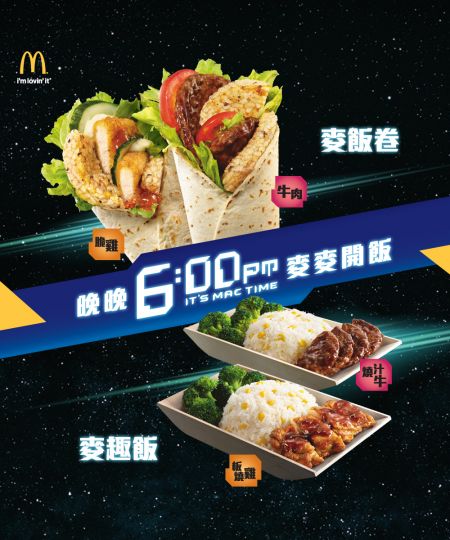 i'm lovin' it
麥飯卷
牛肉
脆雞
晚晚 6:00pm 麥麥開飯
IT'S MAC TIME
燒汁牛
麥趣飯
板燒雞